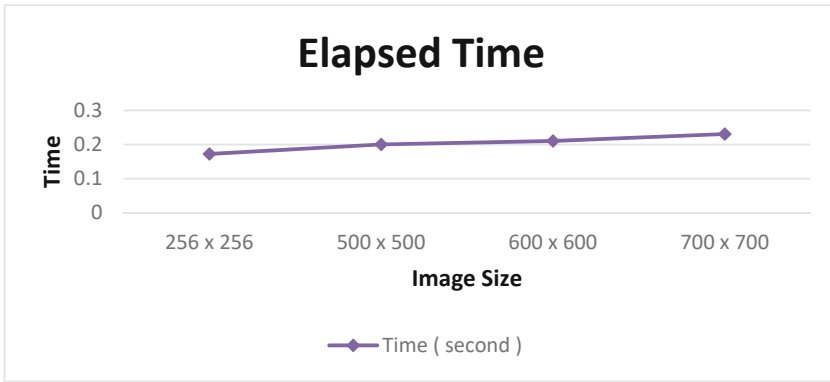 Elapsed Time
0.3
0.2
0.1
0
Time
256 x 256 500 x 500 600 x 600 700 x 700
Image Size
Time ( second )